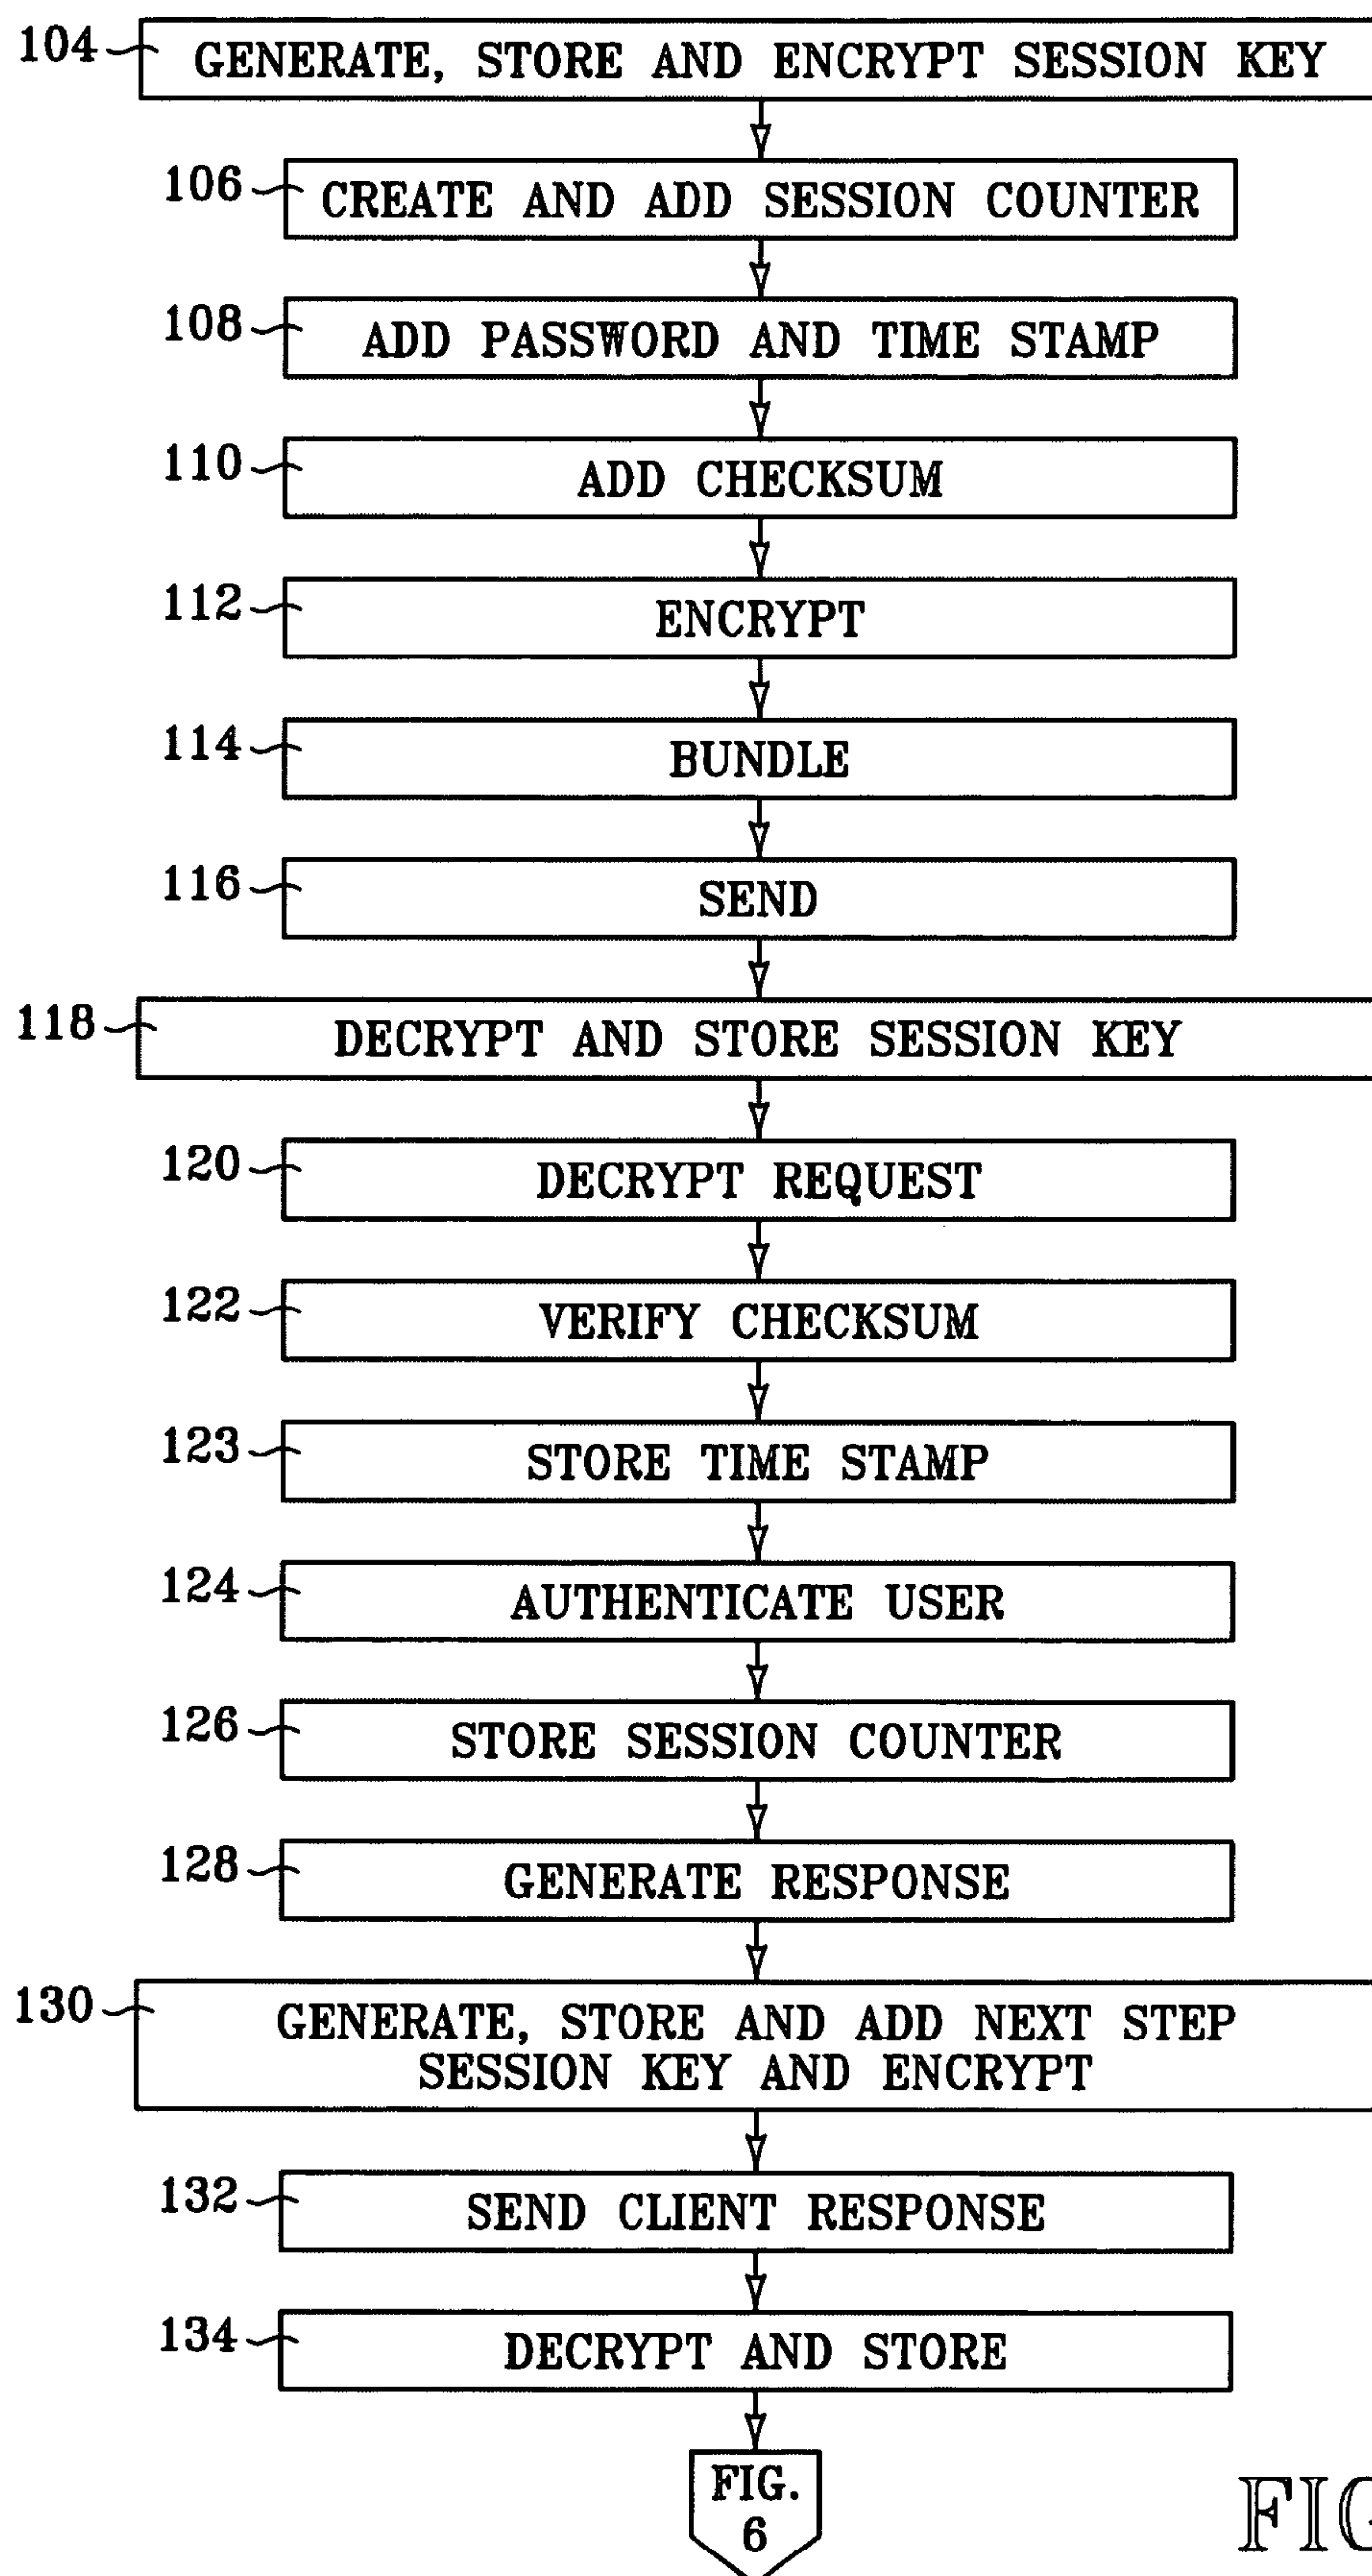 104 GENERATE, STORE AND ENCRYPT SESSION KEY
106 CREATE AND ADD SESSION COUNTER
108 ADD PASSWORD AND TIME STAMP
110 ADD CHECKSUM
112 ENCRYPT
114 BUNDLE
116 SEND
118 DECRYPT AND STORE SESSION KEY
120 DECRYPT REQUEST
122 VERIFY CHECKSUM
123 STORE TIME STAMP
124 AUTHENTICATE USER
126 STORE SESSION COUNTER
128 GENERATE RESPONSE
130 GENERATE, STORE AND ADD NEXT STEP
SESSION KEY AND ENCRYPT
132 SEND CLIENT RESPONSE
134 DECRYPT AND STORE
FIG.
6